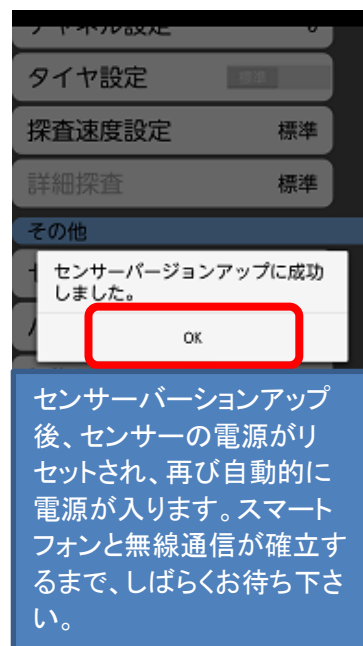 チャネル設定
タイヤ設定 標準
探査速度設定 標準
詳細探査 標準
その他
センサーバージョンアップに成功
しました。
OK
センサーバーションアップ
後、センサーの電源がリ
セットされ、再び自動的に
電源が入ります。スマート
フォンと無線通信が確立す
るまで、しばらくお待ち下さ
い。